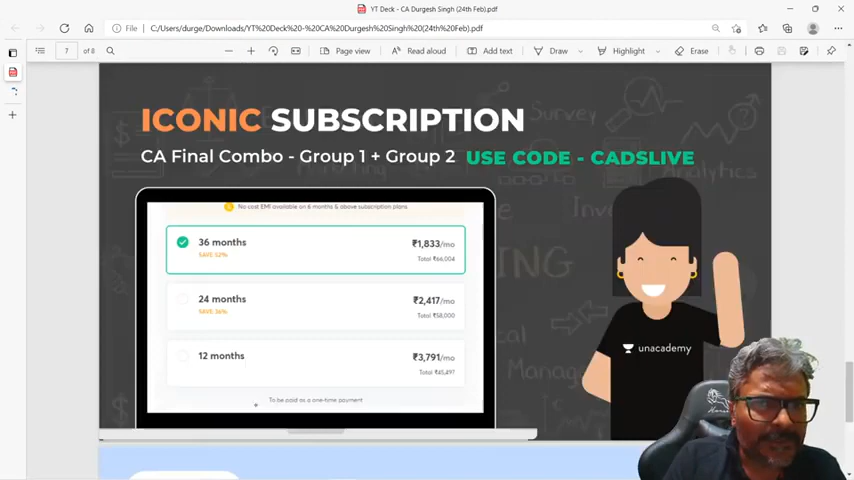 YT Deck - CA Durgesh Singh (24th Feb).pdf
File C:/Users/durge/Downloads/YT%20Deck%20-%20CA%20Durgesh%20Singh%20(24th%20Feb).pdf
7 of 8 Page view Read aloud Add text Draw Highlight Erase
ICONIC SUBSCRIPTION
CA Final Combo - Group 1 + Group 2 USE CODE - CADSLIVE
No cost EMI available on 6 months & above subscription plans
36 months ₹1,833/mo
SAVE 52% Total ₹66,004
24 months ₹2,417/mo
SAVE 36% Total ₹58,000
12 months ₹3,791/mo
Total ₹45,497
To be paid as a one-time payment
unacademy
Survey
Analytics